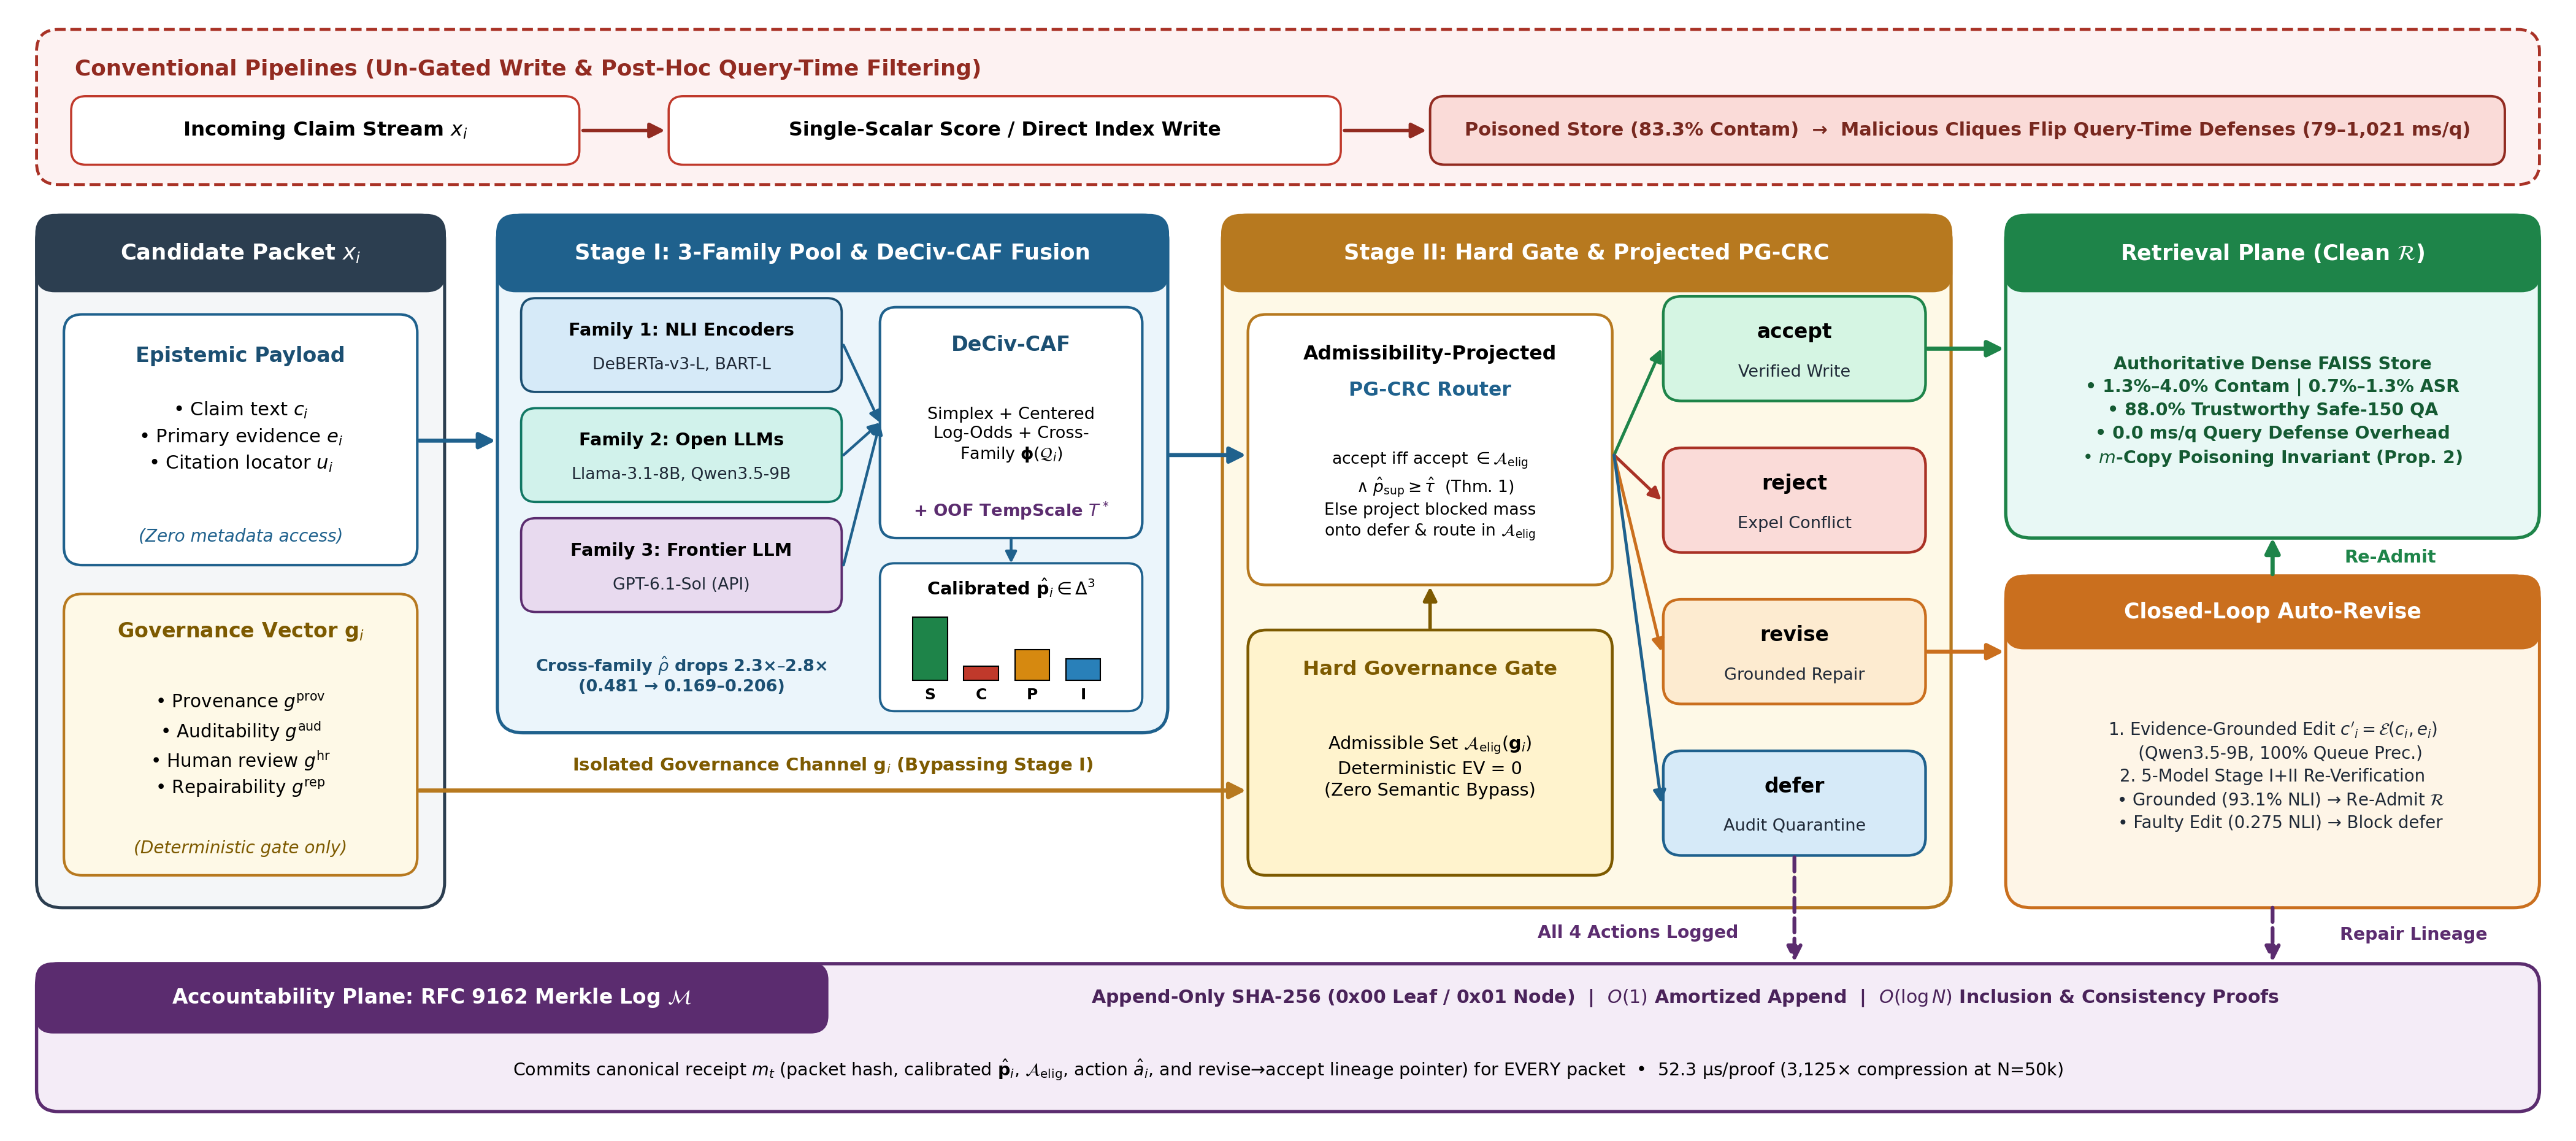 Conventional Pipelines (Un-Gated Write & Post-Hoc Query-Time Filtering)
Incoming Claim Stream xᵢ
Single-Scalar Score / Direct Index Write
Poisoned Store (83.3% Contam) → Malicious Cliques Flip Query-Time Defenses (79–1,021 ms/q)
Candidate Packet xᵢ
Epistemic Payload
• Claim text cᵢ
• Primary evidence eᵢ
• Citation locator uᵢ
(Zero metadata access)
Governance Vector gᵢ
• Provenance g^prov
• Auditability g^aud
• Human review g^hr
• Repairability g^rep
(Deterministic gate only)
Stage I: 3-Family Pool & DeCiv-CAF Fusion
Family 1: NLI Encoders
DeBERTa-v3-L, BART-L
Family 2: Open LLMs
Llama-3.1-8B, Qwen3.5-9B
Family 3: Frontier LLM
GPT-6.1-Sol (API)
Cross-family ρ̂ drops 2.3×–2.8×
(0.481 → 0.169–0.206)
DeCiv-CAF
Simplex + Centered
Log-Odds + Cross-
Family ϕ(𝒬ᵢ)
+ OOF TempScale T*
Calibrated p̂ᵢ ∈ Δ³
S C P I
Isolated Governance Channel gᵢ (Bypassing Stage I)
Stage II: Hard Gate & Projected PG-CRC
Admissibility-Projected
PG-CRC Router
accept iff accept ∈ 𝒜_elig
∧ p̂_sup ≥ τ̂ (Thm. 1)
Else project blocked mass
onto defer & route in 𝒜_elig
Hard Governance Gate
Admissible Set 𝒜_elig(gᵢ)
Deterministic EV = 0
(Zero Semantic Bypass)
accept
Verified Write
reject
Expel Conflict
revise
Grounded Repair
defer
Audit Quarantine
Retrieval Plane (Clean ℛ)
Authoritative Dense FAISS Store
• 1.3%–4.0% Contam | 0.7%–1.3% ASR
• 88.0% Trustworthy Safe-150 QA
• 0.0 ms/q Query Defense Overhead
• m-Copy Poisoning Invariant (Prop. 2)
Re-Admit
Closed-Loop Auto-Revise
1. Evidence-Grounded Edit c′ᵢ = ℰ(cᵢ, eᵢ)
(Qwen3.5-9B, 100% Queue Prec.)
2. 5-Model Stage I+II Re-Verification
• Grounded (93.1% NLI) → Re-Admit ℛ
• Faulty Edit (0.275 NLI) → Block defer
All 4 Actions Logged
Repair Lineage
Accountability Plane: RFC 9162 Merkle Log ℳ
Append-Only SHA-256 (0x00 Leaf / 0x01 Node) | O(1) Amortized Append | O(log N) Inclusion & Consistency Proofs
Commits canonical receipt mₜ (packet hash, calibrated p̂ᵢ, 𝒜_elig, action âᵢ, and revise→accept lineage pointer) for EVERY packet • 52.3 µs/proof (3,125× compression at N=50k)